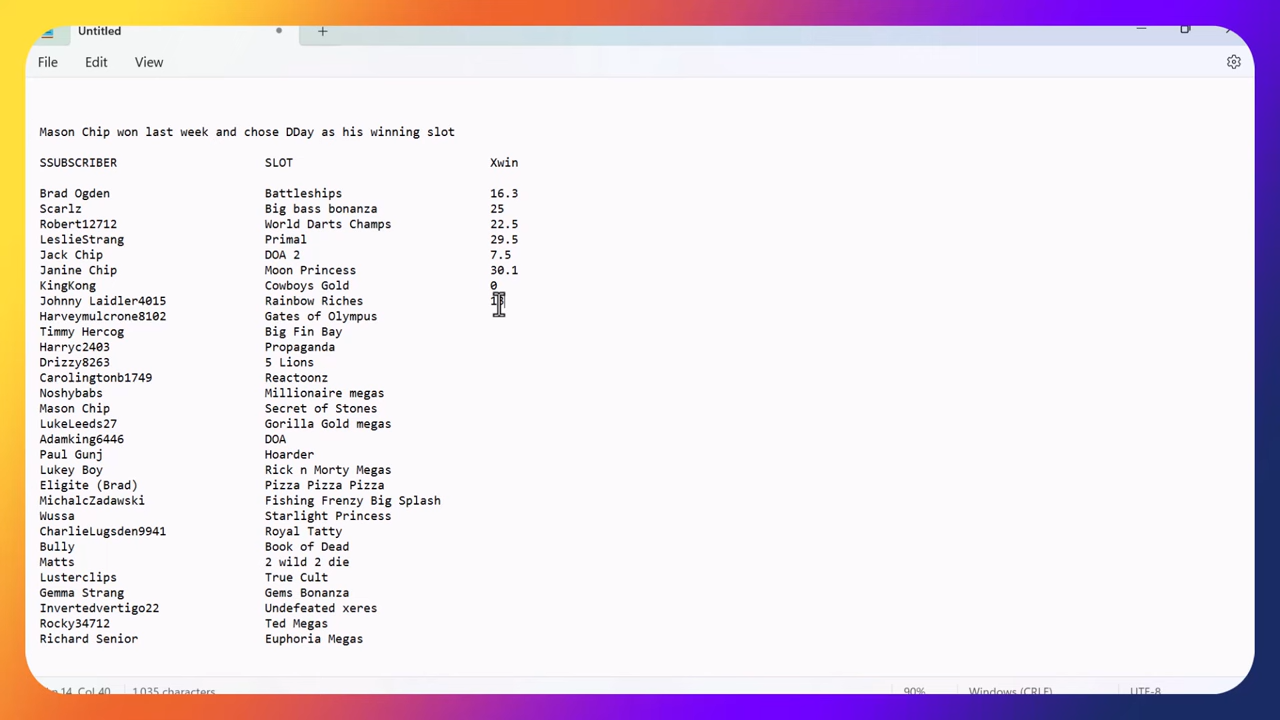 Untitled
File Edit View
Mason Chip won last week and chose DDay as his winning slot
SSUBSCRIBER SLOT Xwin
Brad Ogden Battleships 16.3
Scarlz Big bass bonanza 25
Robert12712 World Darts Champs 22.5
LeslieStrang Primal 29.5
Jack Chip DOA 2 7.5
Janine Chip Moon Princess 30.1
KingKong Cowboys Gold 0
Johnny Laidler4015 Rainbow Riches
Harveymulcrone8102 Gates of Olympus
Timmy Hercog Big Fin Bay
Harryc2403 Propaganda
Drizzy8263 5 Lions
Carolingtonb1749 Reactoonz
Noshybabs Millionaire megas
Mason Chip Secret of Stones
LukeLeeds27 Gorilla Gold megas
Adamking6446 DOA
Paul Gunj Hoarder
Lukey Boy Rick n Morty Megas
Eligite (Brad) Pizza Pizza Pizza
MichalcZadawski Fishing Frenzy Big Splash
Wussa Starlight Princess
CharlieLugsden9941 Royal Tatty
Bully Book of Dead
Matts 2 wild 2 die
Lusterclips True Cult
Gemma Strang Gems Bonanza
Invertedvertigo22 Undefeated xeres
Rocky34712 Ted Megas
Richard Senior Euphoria Megas
14, Col 40 1,035 characters 90% Windows (CRLF) UTF-8